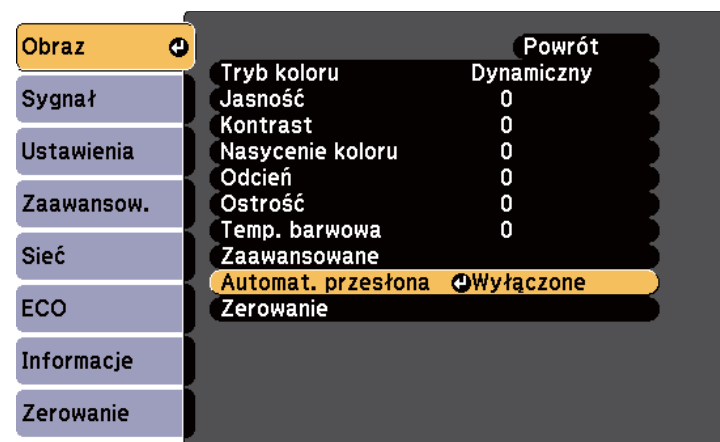 Obraz
Sygnał
Ustawienia
Zaawansow.
Sieć
ECO
Informacje
Zerowanie
Powrót
Tryb koloru Dynamiczny
Jasność 0
Kontrast 0
Nasycenie koloru 0
Odcień 0
Ostrość 0
Temp. barwowa 0
Zaawansowane
Automat. przesłona Wyłączone
Zerowanie